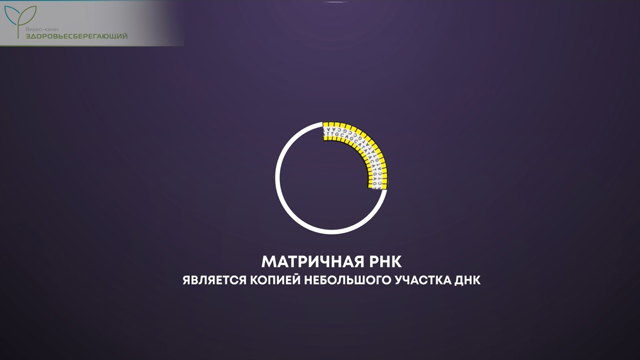 ЗДОРОВЬЕСБЕРЕГАЮЩИЙ
МАТРИЧНАЯ РНК
ЯВЛЯЕТСЯ КОПИЕЙ НЕБОЛЬШОГО УЧАСТКА ДНК